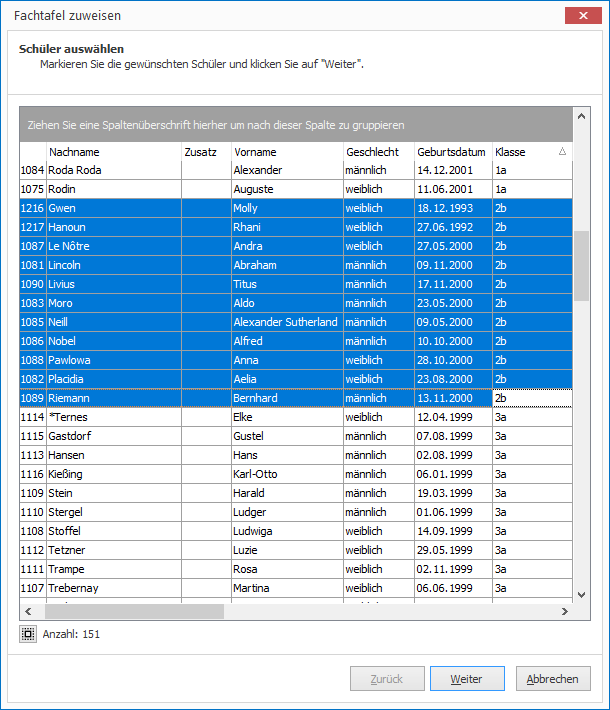 Fachtafel zuweisen
Schüler auswählen
Markieren Sie die gewünschten Schüler und klicken Sie auf "Weiter".
Ziehen Sie eine Spaltenüberschrift hierher um nach dieser Spalte zu gruppieren
Nachname Zusatz Vorname Geschlecht Geburtsdatum Klasse
1084 Roda Roda Alexander männlich 14.12.2001 1a
1075 Rodin Auguste weiblich 11.06.2001 1a
1216 Gwen Molly weiblich 18.12.1993 2b
1217 Hanoun Rhani weiblich 27.06.1992 2b
1087 Le Nôtre Andra weiblich 27.05.2000 2b
1081 Lincoln Abraham männlich 09.11.2000 2b
1090 Livius Titus männlich 17.11.2000 2b
1083 Moro Aldo männlich 23.05.2000 2b
1085 Neill Alexander Sutherland männlich 09.05.2000 2b
1086 Nobel Alfred männlich 10.10.2000 2b
1088 Pawlowa Anna weiblich 28.10.2000 2b
1082 Placidia Aelia weiblich 23.08.2000 2b
1089 Riemann Bernhard männlich 13.11.2000 2b
1114 *Ternes Elke weiblich 12.04.1999 3a
1115 Gastdorf Gustel männlich 07.08.1999 3a
1113 Hansen Hans männlich 02.08.1999 3a
1116 Kießing Karl-Otto männlich 06.01.1999 3a
1109 Stein Harald männlich 19.03.1999 3a
1110 Stergel Ludger männlich 01.06.1999 3a
1108 Stoffel Ludwiga weiblich 14.09.1999 3a
1112 Tetzner Luzie weiblich 29.05.1999 3a
1111 Trampe Rosa weiblich 02.11.1999 3a
1107 Trebernay Martina weiblich 06.06.1999 3a
Anzahl: 151
Zurück Weiter Abbrechen